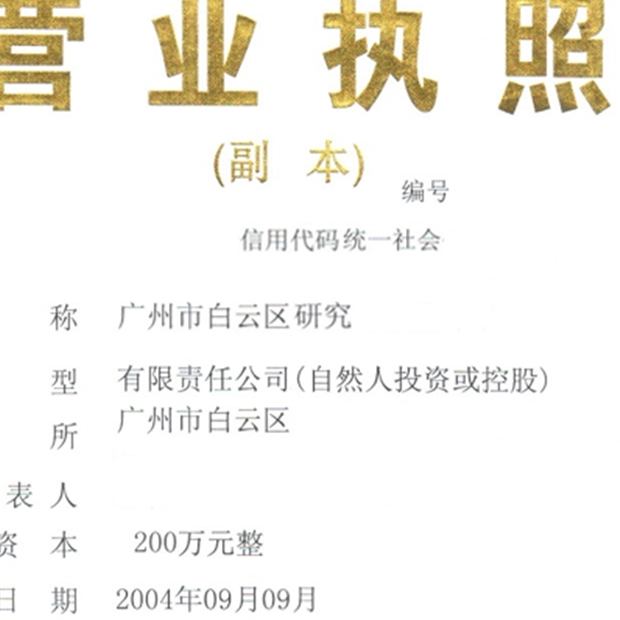 营业执照
(副 本)
编号
信用代码统一社会
称 广州市白云区研究
型 有限责任公司(自然人投资或控股)
所 广州市白云区
表 人
资 本 200万元整
日 期 2004年09月09月